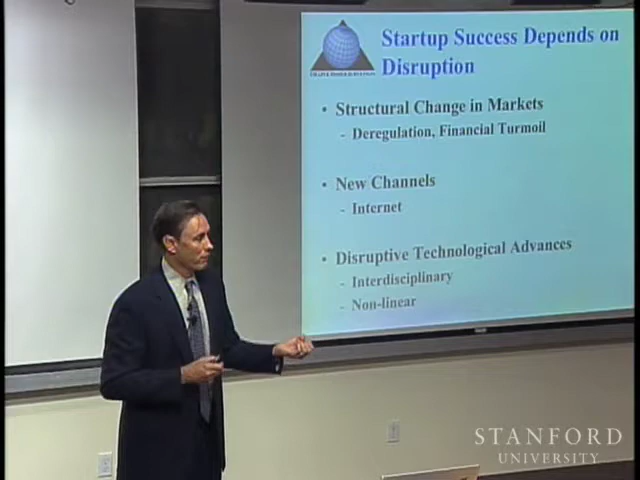 Startup Success Depends on
Disruption
• Structural Change in Markets
- Deregulation, Financial Turmoil
• New Channels
- Internet
• Disruptive Technological Advances
- Interdisciplinary
- Non-linear
STANFORD
UNIVERSITY